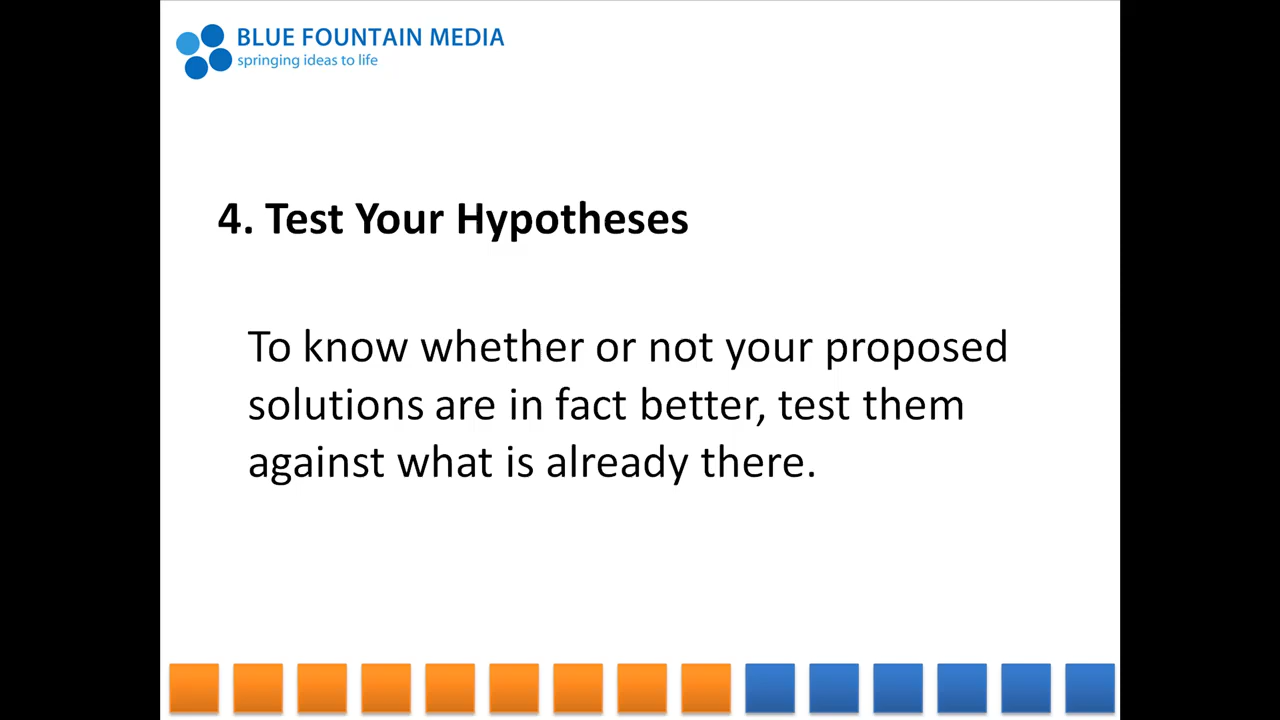 BLUE FOUNTAIN MEDIA
springing ideas to life
4. Test Your Hypotheses
To know whether or not your proposed
solutions are in fact better, test them
against what is already there.